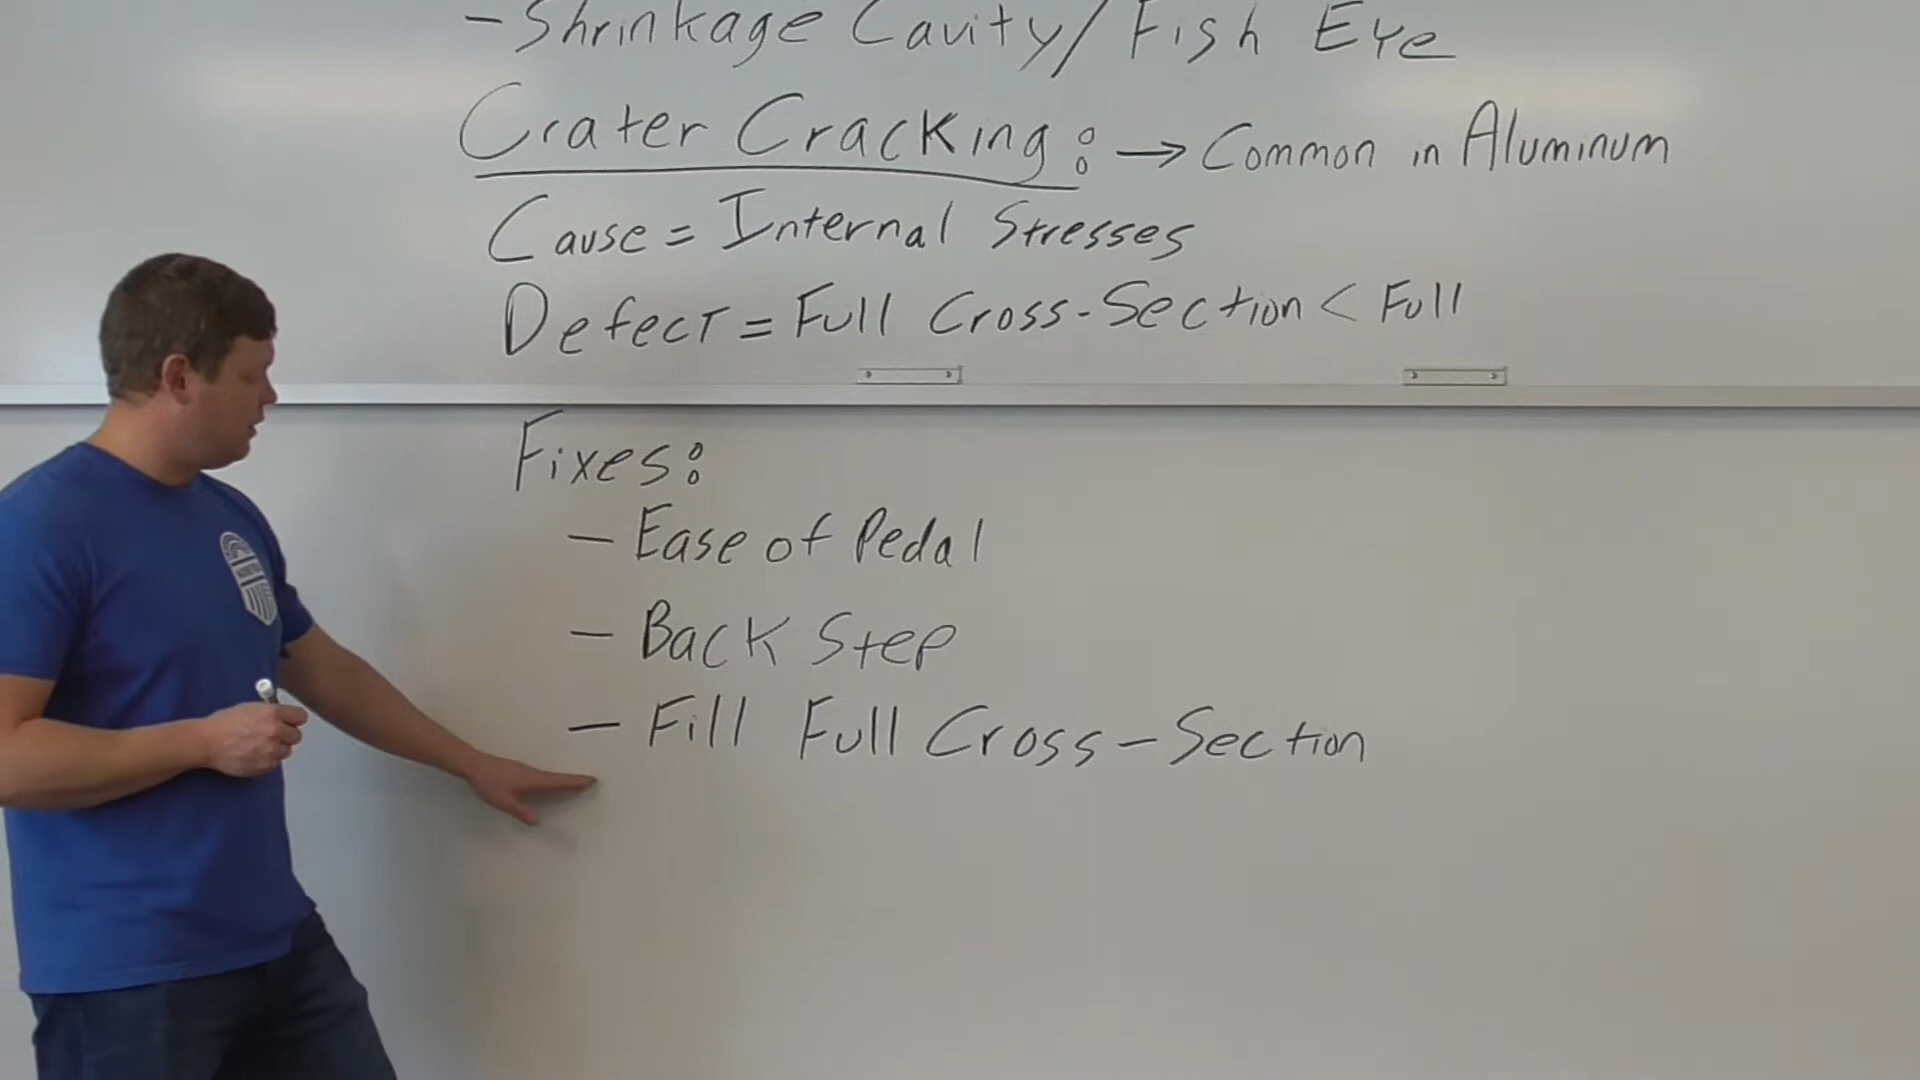 - Shrinkage Cavity/Fish Eye
Crater Cracking: → Common in Aluminum
Cause = Internal Stresses
Defect = Full Cross-Section < Full
Fixes:
- Ease of Pedal
- Back Step
- Fill Full Cross-Section